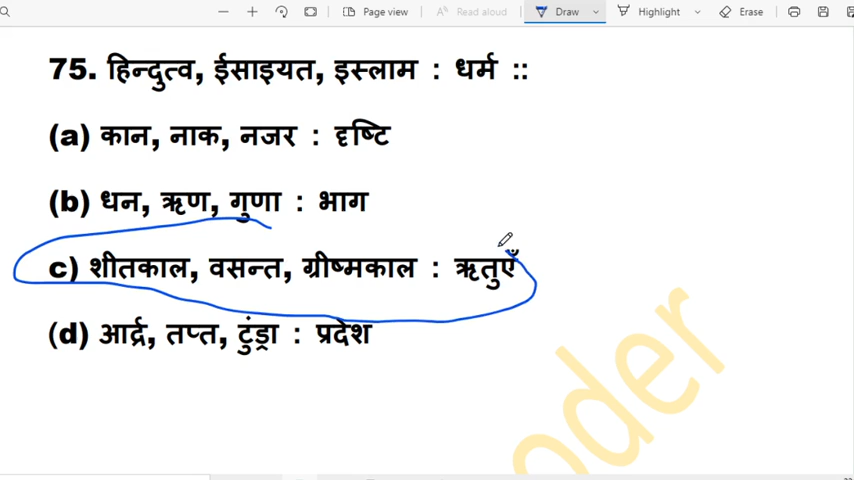 Page view
Read aloud
Draw
Highlight
Erase
75. हिन्दुत्व, ईसाइयत, इस्लाम : धर्म ::
(a) कान, नाक, नजर : दृष्टि
(b) धन, ऋण, गुणा : भाग
c) शीतकाल, वसन्त, ग्रीष्मकाल : ऋतुएँ
(d) आर्द्र, तप्त, टुंड्रा : प्रदेश
oder